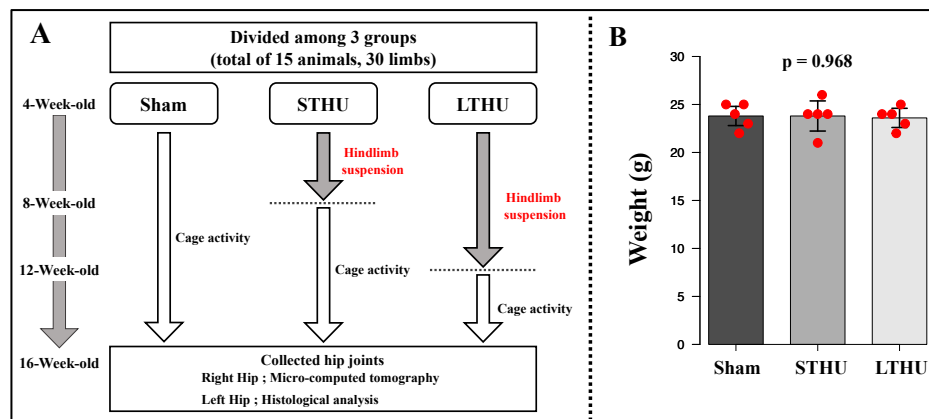 A
Divided among 3 groups
(total of 15 animals, 30 limbs)
4-Week-old
Sham
STHU
LTHU
Hindlimb
suspension
8-Week-old
Hindlimb
suspension
Cage activity
12-Week-old
Cage activity
Cage activity
16-Week-old
Collected hip joints
Right Hip ; Micro-computed tomography
Left Hip ; Histological analysis
B
p = 0.968
Weight (g)
30
25
20
15
10
5
0
Sham
STHU
LTHU